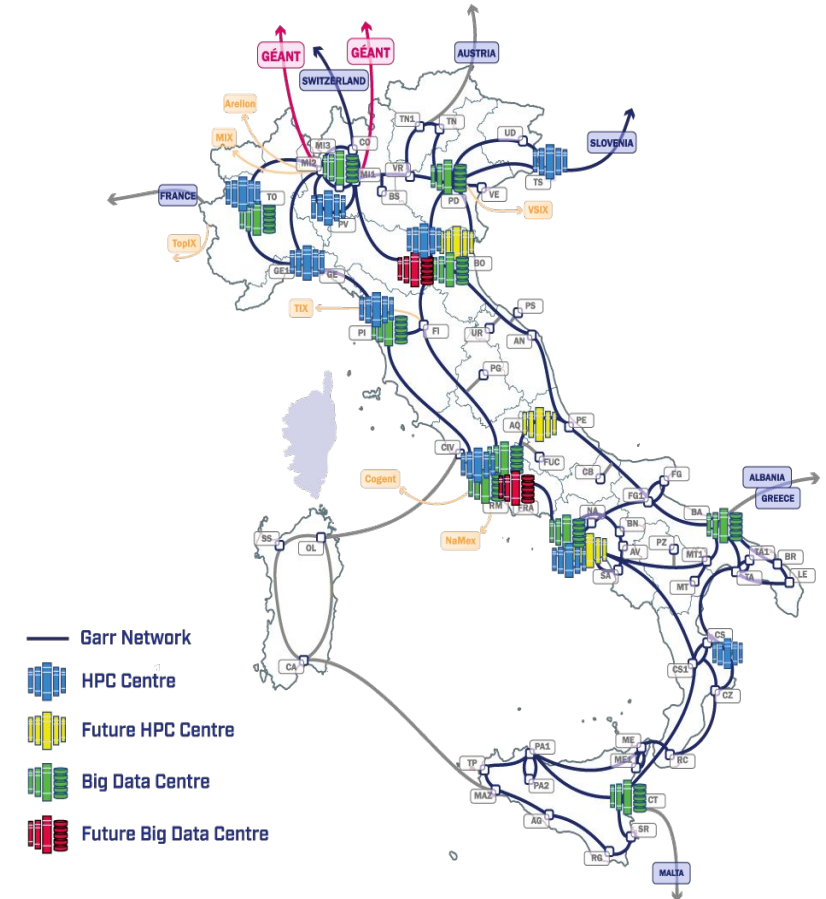 GÉANT
GÉANT
SWITZERLAND
AUSTRIA
Arelion
MIX
MI3
CO
MI2
MI1
TN1
TN
UD
SLOVENIA
VR
BS
PD
VE
TS
FRANCE
TO
PV
VSIX
TopIX
GE1
GE
BO
TIX
PI
FI
PS
UR
AN
PG
AQ
PE
CIV
FUC
CB
FG
Cogent
RM
ERA
FG1
ALBANIA
GREECE
NaMex
NA
BN
BA
SS
OL
AV
PZ
MT1
TA1
BR
SA
MT
TA
LE
Garr Network
CS
CA
CS1
HPC Centre
CZ
Future HPC Centre
ME
PA1
TP
ME1
RC
Big Data Centre
PA2
MAZ
CT
Future Big Data Centre
AG
SR
RG
MALTA